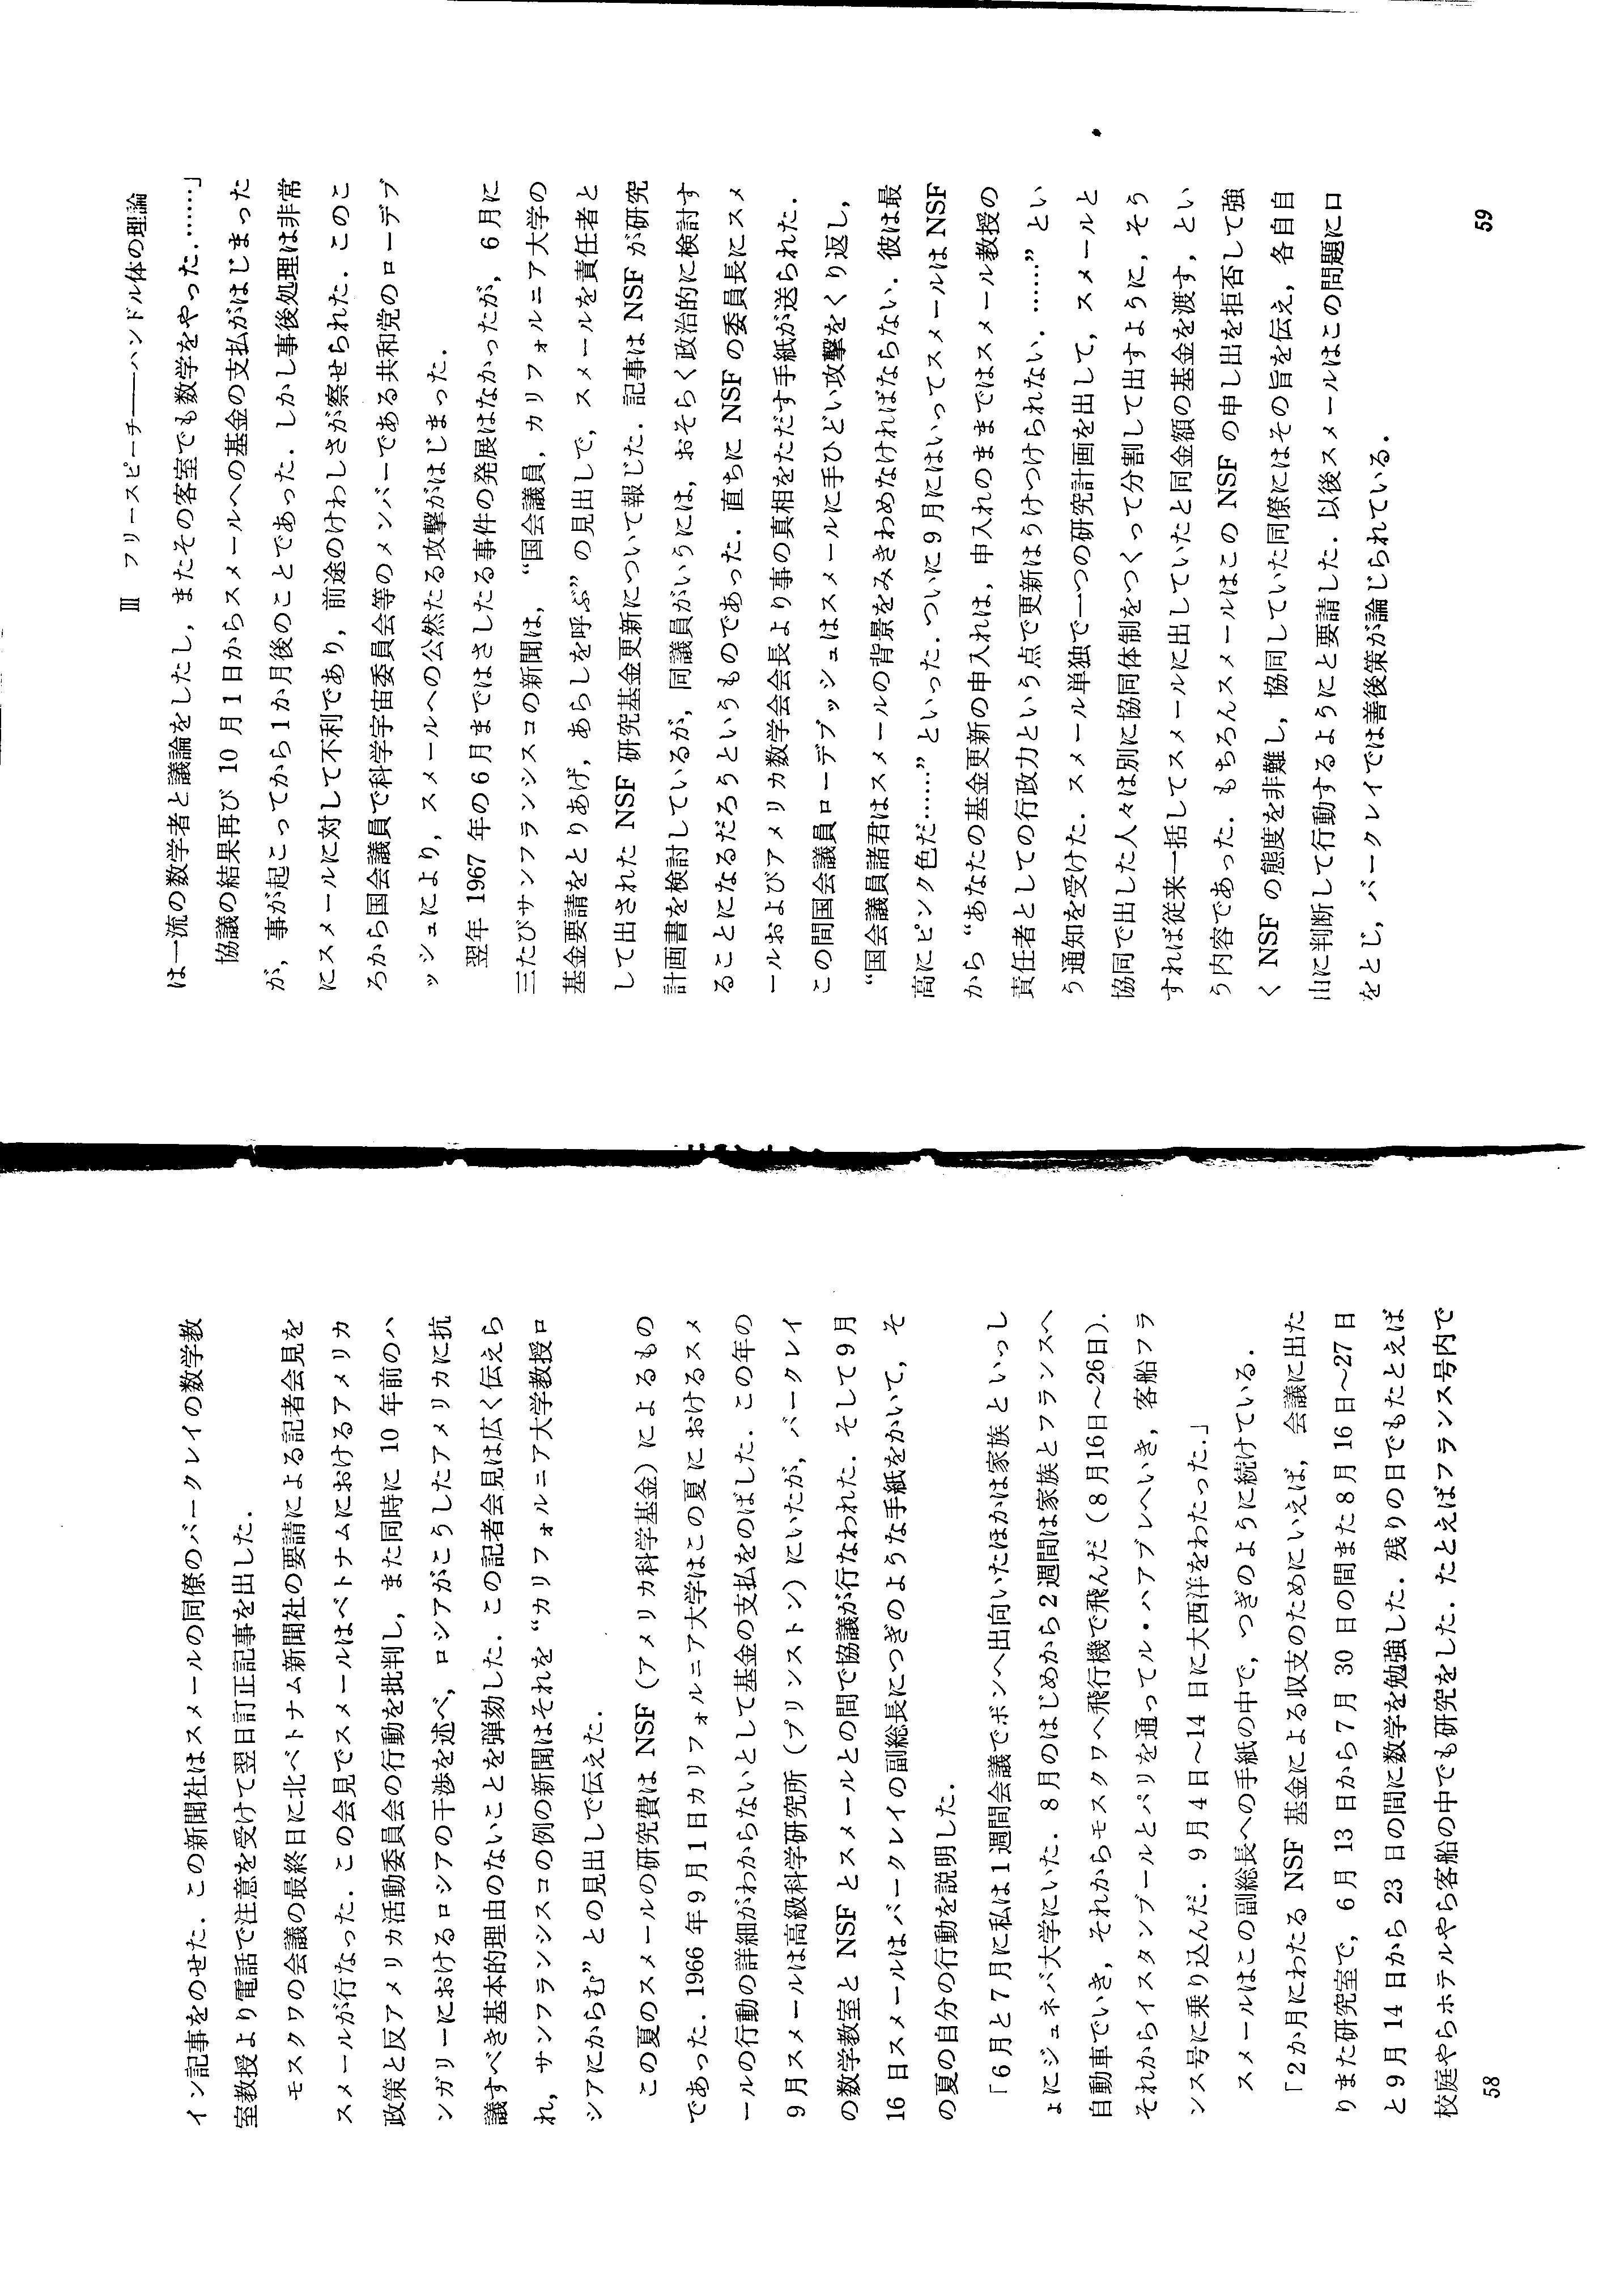 イン記事をのせた．この新聞社はスメールの同僚のバークレイの数学教
室教授より電話で注意を受けて翌日訂正記事を出した．
モスクワの会議の最終日に北ベトナム新聞社の要請による記者会見を
スメールが行なった．この会見でスメールはベトナムにおけるアメリカ
政策と反アメリカ活動委員会の行動を批判し，また同時に 10 年前のハ
ンガリーにおけるロシアの干渉を述べ，ロシアがこうしたアメリカに抗
議すべき基本的理由のないことを弾劾した．この記者会見は広く伝えら
れ，サンフランシスコの例の新聞はそれを“カリフォルニア大学教授ロ
シアにからむ”との見出しで伝えた．
この夏のスメールの研究費は NSF（アメリカ科学基金）によるもの
であった．1966 年9月1日カリフォルニア大学はこの夏におけるスメ
ールの行動の詳細がわからないとして基金の支払をのばした．この年の
9月スメールは高級科学研究所（プリンストン）にいたが，バークレイ
の数学教室と NSF とスメールとの間で協議が行なわれた．そして9月
16 日スメールはバークレイの副総長につぎのような手紙をかいて，そ
の夏の自分の行動を説明した．
「6月と7月に私は1週間会議でボンへ出向いたほかは家族といっし
ょにジュネバ大学にいた．8月のはじめから2週間は家族とフランスへ
自動車でいき，それからモスクワへ飛行機で飛んだ（8月16日〜26日）．
それからイスタンブールとパリを通ってル・ハアブレへいき，客船フラ
ンス号に乗り込んだ．9月4日〜14 日に大西洋をわたった．」
スメールはこの副総長への手紙の中で，つぎのように続けている．
「2か月にわたる NSF 基金による収支のためにいえば，会議に出た
りまた研究室で，6月 13 日から7月 30 日の間また8月 16 日〜27 日
と9月 14 日から 23 日の間に数学を勉強した．残りの日でもたとえば
校庭やらホテルやら客船の中でも研究をした．たとえばフランス号内で
58
Ⅲ フリースピーチ——ハンドル体の理論
は一流の数学者と議論をしたし，またその客室でも数学をやった．……」
協議の結果再び 10 月1日からスメールへの基金の支払がはじまった
が，事が起こってから1か月後のことであった．しかし事後処理は非常
にスメールに対して不利であり，前途のけわしさが察せられた．このこ
ろから国会議員で科学宇宙委員会等のメンバーである共和党のローデブ
ッシュにより，スメールへの公然たる攻撃がはじまった．
翌年 1967 年の6月まではさしたる事件の発展はなかったが，6月に
三たびサンフランシスコの新聞は，“国会議員，カリフォルニア大学の
基金要請をとりあげ，あらしを呼ぶ”の見出しで，スメールを責任者と
して出された NSF 研究基金更新について報じた．記事は NSF が研究
計画書を検討しているが，同議員がいうには，おそらく政治的に検討す
ることになるだろうというものであった．直ちに NSF の委員長にスメ
ールおよびアメリカ数学会会長より事の真相をただす手紙が送られた．
この間国会議員ローデブッシュはスメールに手ひどい攻撃をくり返し，
“国会議員諸君はスメールの背景をみきわめなければならない．彼は最
高にピンク色だ……”といった．ついに9月にはいってスメールは NSF
から“あなたの基金更新の申入れは，申入れのままではスメール教授の
責任者としての行政力という点で更新はうけつけられない．……”とい
う通知を受けた．スメール単独で一つの研究計画を出して，スメールと
協同で出した人々は別に協同体制をつくって分割して出すように，そう
すれば従来一括してスメールに出していたと同金額の基金を渡す，とい
う内容であった．もちろんスメールはこの NSF の申し出を拒否して強
く NSF の態度を非難し，協同していた同僚にはその旨を伝え，各自自
由に判断して行動するようにと要請した．以後スメールはこの問題に口
をとじ，バークレイでは善後策が論じられている．
59